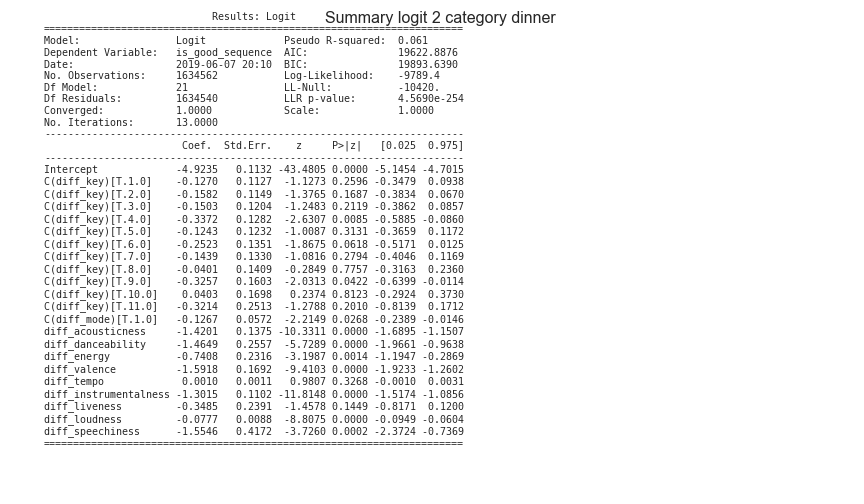 Results: Logit
Summary logit 2 category dinner
==================================================================
Model: Logit Pseudo R-squared: 0.061
Dependent Variable: is_good_sequence AIC: 19622.8876
Date: 2019-06-07 20:10 BIC: 19893.6390
No. Observations: 1634562 Log-Likelihood: -9789.4
Df Model: 21 LL-Null: -10420.
Df Residuals: 1634540 LLR p-value: 4.5690e-254
Converged: 1.0000 Scale: 1.0000
No. Iterations: 13.0000
----------------------------------------------------------------------
Coef. Std.Err. z P>|z| [0.025 0.975]
----------------------------------------------------------------------
Intercept -4.9235 0.1132 -43.4805 0.0000 -5.1454 -4.7015
C(diff_key)[T.1.0] -0.1270 0.1127 -1.1273 0.2596 -0.3479 0.0938
C(diff_key)[T.2.0] -0.1582 0.1149 -1.3765 0.1687 -0.3834 0.0670
C(diff_key)[T.3.0] -0.1503 0.1204 -1.2483 0.2119 -0.3862 0.0857
C(diff_key)[T.4.0] -0.3372 0.1282 -2.6307 0.0085 -0.5885 -0.0860
C(diff_key)[T.5.0] -0.1243 0.1232 -1.0087 0.3131 -0.3659 0.1172
C(diff_key)[T.6.0] -0.2523 0.1351 -1.8675 0.0618 -0.5171 0.0125
C(diff_key)[T.7.0] -0.1439 0.1330 -1.0816 0.2794 -0.4046 0.1169
C(diff_key)[T.8.0] -0.0401 0.1409 -0.2849 0.7757 -0.3163 0.2360
C(diff_key)[T.9.0] -0.3257 0.1603 -2.0313 0.0422 -0.6399 -0.0114
C(diff_key)[T.10.0] 0.0403 0.1698 0.2374 0.8123 -0.2924 0.3730
C(diff_key)[T.11.0] -0.3214 0.2513 -1.2788 0.2010 -0.8139 0.1712
C(diff_mode)[T.1.0] -0.1267 0.0572 -2.2149 0.0268 -0.2389 -0.0146
diff_acousticness -1.4201 0.1375 -10.3311 0.0000 -1.6895 -1.1507
diff_danceability -1.4649 0.2557 -5.7289 0.0000 -1.9661 -0.9638
diff_energy -0.7408 0.2316 -3.1987 0.0014 -1.1947 -0.2869
diff_valence -1.5918 0.1692 -9.4103 0.0000 -1.9233 -1.2602
diff_tempo 0.0010 0.0011 0.9807 0.3268 -0.0010 0.0031
diff_instrumentalness -1.3015 0.1102 -11.8148 0.0000 -1.5174 -1.0856
diff_liveness -0.3485 0.2391 -1.4578 0.1449 -0.8171 0.1200
diff_loudness -0.0777 0.0088 -8.8075 0.0000 -0.0949 -0.0604
diff_speechiness -1.5546 0.4172 -3.7260 0.0002 -2.3724 -0.7369
==================================================================